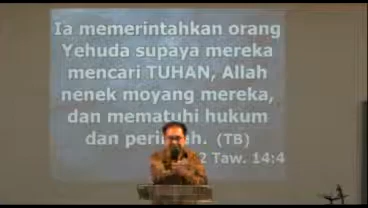 Ia memerintahkan orang
Yehuda supaya mereka
mencari TUHAN, Allah
nenek moyang mereka,
dan mematuhi hukum
dan (TB)
2 Taw. 14:4